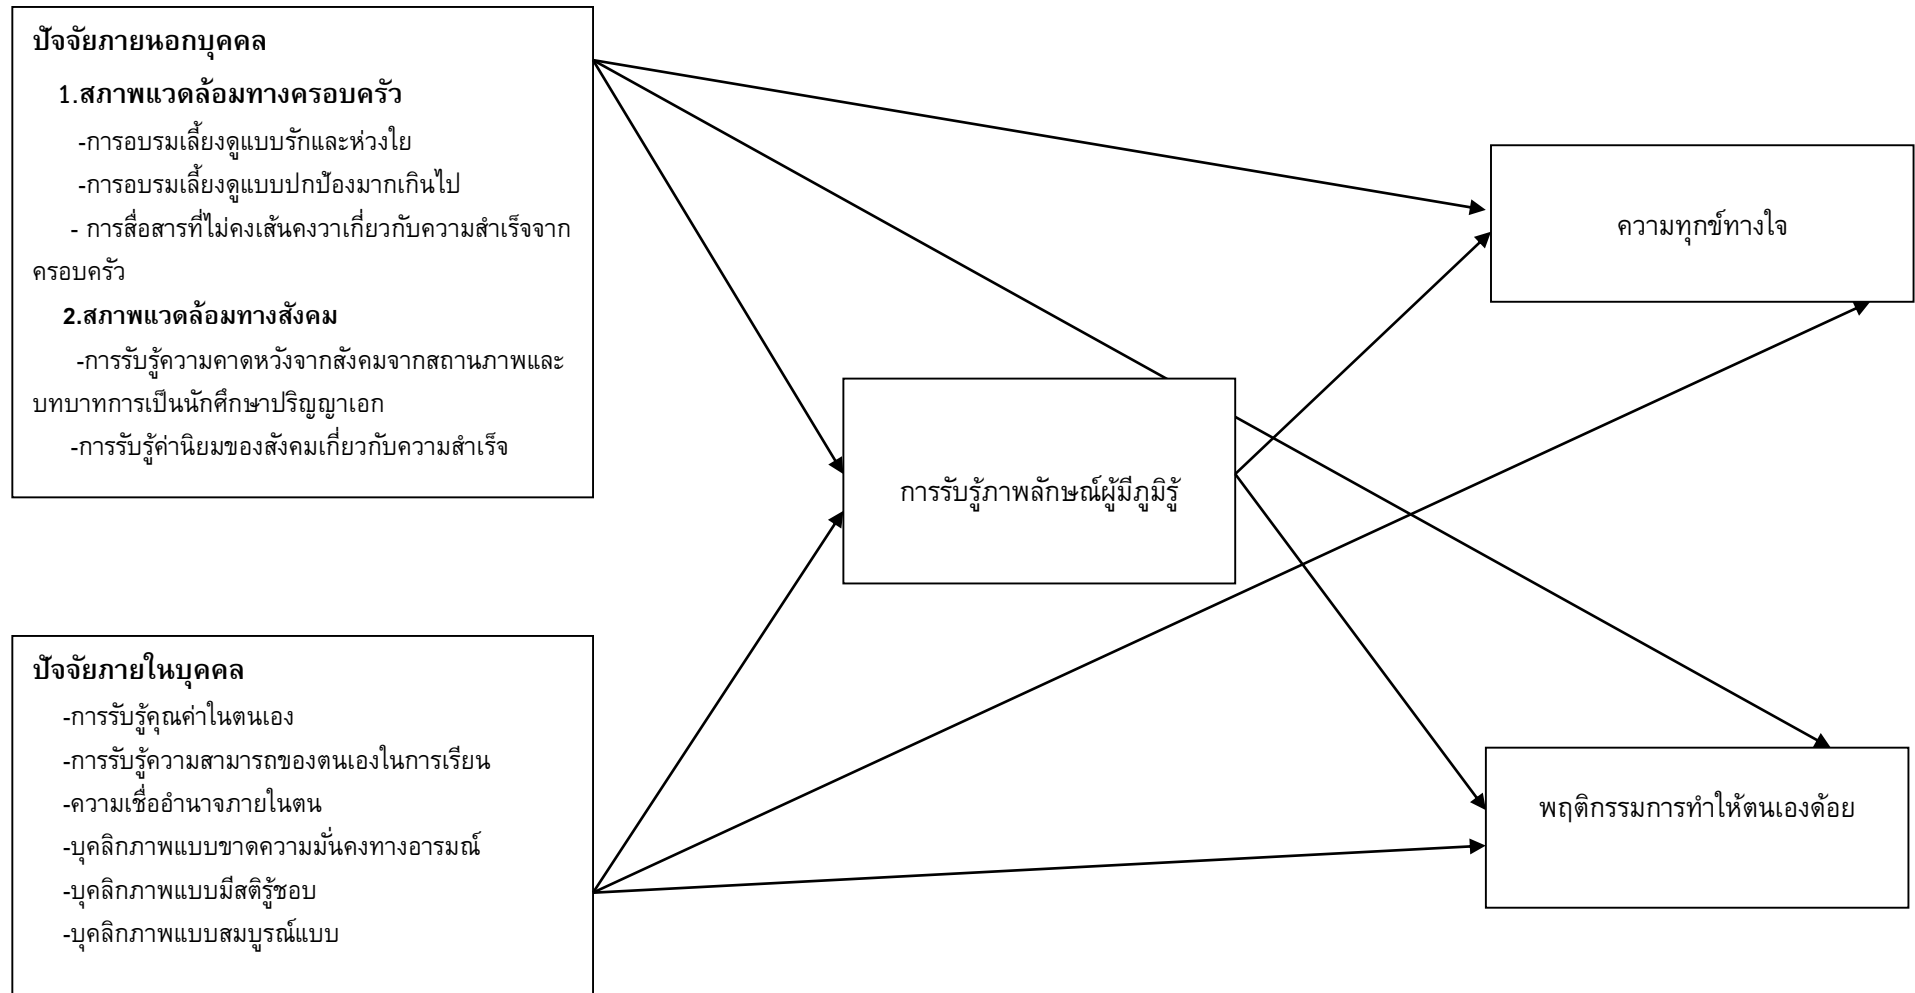 ปัจจัยภายนอกบุคคล
1.สภาพแวดล้อมทางครอบครัว
-การอบรมเลี้ยงดูแบบรักและห่วงใย
-การอบรมเลี้ยงดูแบบปกป้องมากเกินไป
- การสื่อสารที่ไม่คงเส้นคงวาเกี่ยวกับความสำเร็จจาก
ครอบครัว
2.สภาพแวดล้อมทางสังคม
-การรับรู้ความคาดหวังจากสังคมจากสถานภาพและ
บทบาทการเป็นนักศึกษาปริญญาเอก
-การรับรู้ค่านิยมของสังคมเกี่ยวกับความสำเร็จ
ความทุกข์ทางใจ
การรับรู้ภาพลักษณ์ผู้มีภูมิรู้
ปัจจัยภายในบุคคล
-การรับรู้คุณค่าในตนเอง
-การรับรู้ความสามารถของตนเองในการเรียน
-ความเชื่ออำนาจภายในตน
-บุคลิกภาพแบบขาดความมั่นคงทางอารมณ์
-บุคลิกภาพแบบมีสติรู้ชอบ
-บุคลิกภาพแบบสมบูรณ์แบบ
พฤติกรรมการทำให้ตนเองด้อย